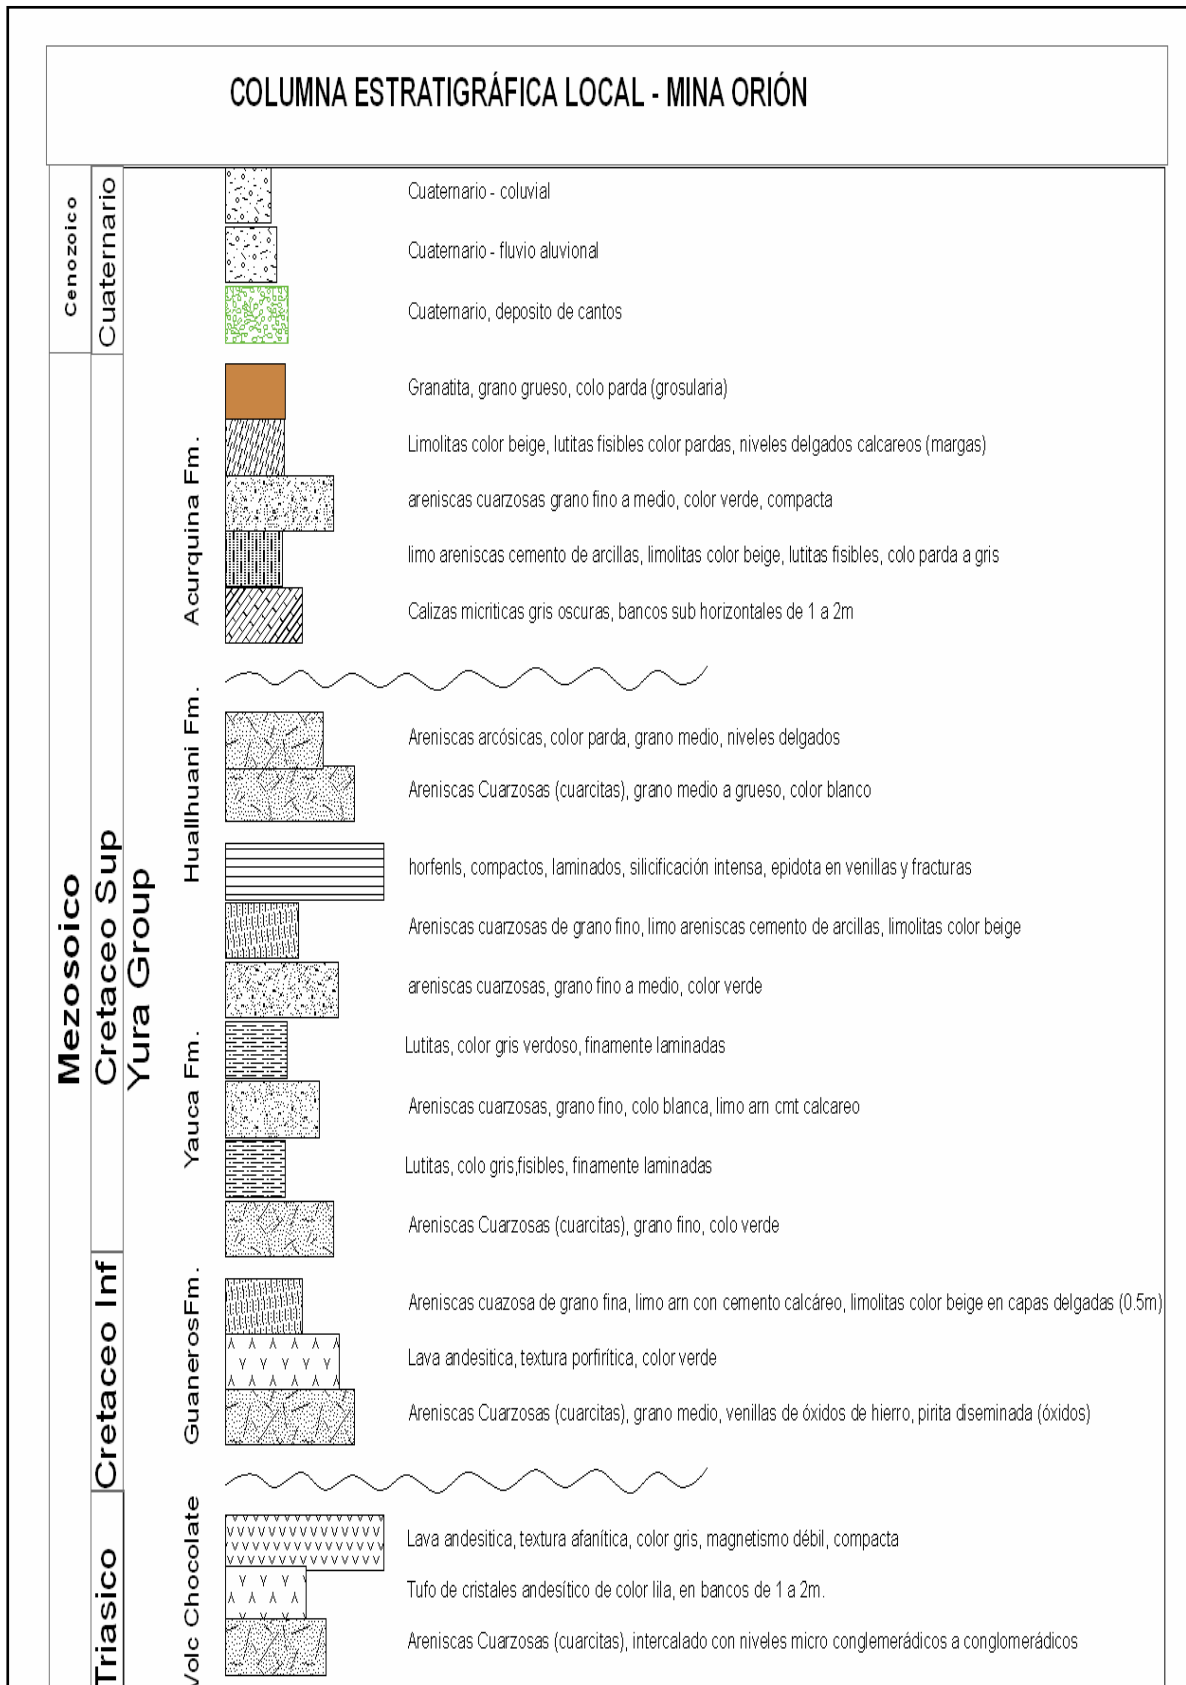 COLUMNA ESTRATIGRÁFICA LOCAL - MINA ORIÓN
Cenozoico
Cuaternario
Cuaternario - coluvial
Cuaternario - fluvio aluvional
Cuaternario, deposito de cantos
Mezosoico
Cretaceo Sup
Yura Group
Acurquina Fm.
Granatita, grano grueso, colo parda (grosularia)
Limolitas color beige, lutitas fisibles color pardas, niveles delgados calcareos (margas)
areniscas cuarzosas grano fino a medio, color verde, compacta
limo areniscas cemento de arcillas, limolitas color beige, lutitas fisibles, colo parda a gris
Calizas micriticas gris oscuras, bancos sub horizontales de 1 a 2m
Huallhuani Fm.
Areniscas arcósicas, color parda, grano medio, niveles delgados
Areniscas Cuarzosas (cuarcitas), grano medio a grueso, color blanco
horfenls, compactos, laminados, silicificación intensa, epidota en venillas y fracturas
Areniscas cuarzosas de grano fino, limo areniscas cemento de arcillas, limolitas color beige
areniscas cuarzosas, grano fino a medio, color verde
Yauca Fm.
Lutitas, color gris verdoso, finamente laminadas
Areniscas cuarzosas, grano fino, colo blanca, limo arn cmt calcareo
Lutitas, colo gris,fisibles, finamente laminadas
Areniscas Cuarzosas (cuarcitas), grano fino, colo verde
Cretaceo Inf
GuanerosFm.
Areniscas cuazosa de grano fina, limo arn con cemento calcáreo, limolitas color beige en capas delgadas (0.5m)
Lava andesitica, textura porfirítica, color verde
Areniscas Cuarzosas (cuarcitas), grano medio, venillas de óxidos de hierro, pirita diseminada (óxidos)
Triasico
Volc Chocolate
Lava andesitica, textura afanítica, color gris, magnetismo débil, compacta
Tufo de cristales andesítico de color lila, en bancos de 1 a 2m.
Areniscas Cuarzosas (cuarcitas), intercalado con niveles micro conglemerádicos a conglomerádicos